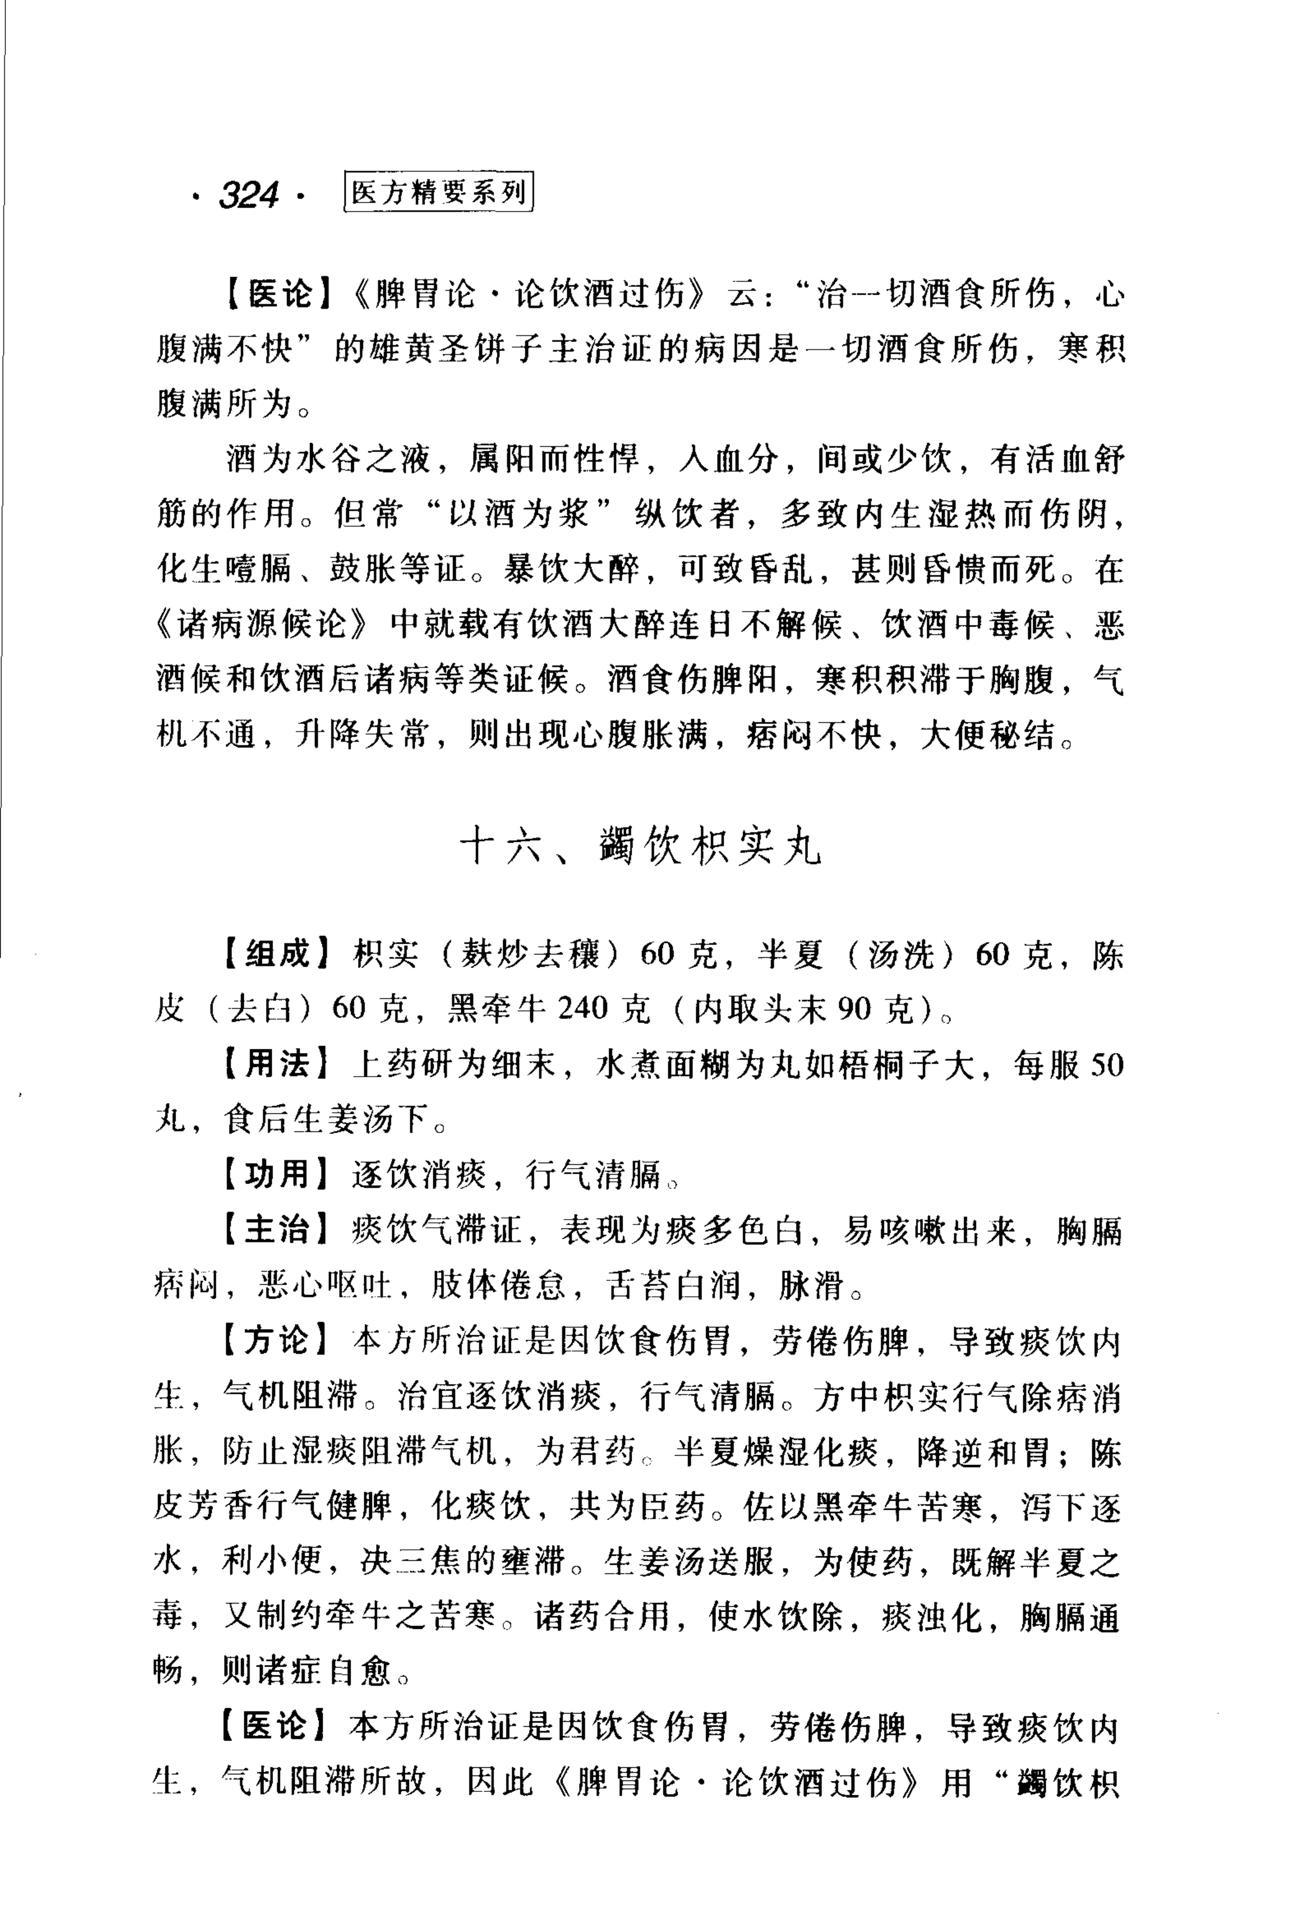 ·324· 医方精要系列
【医论】《脾胃论·论饮酒过伤》云：“治一切酒食所伤，心
腹满不快”的雄黄圣饼子主治证的病因是一切酒食所伤，寒积
腹满所为。
酒为水谷之液，属阳而性悍，入血分，间或少饮，有活血舒
筋的作用。但常“以酒为浆”纵饮者，多致内生湿热而伤阴，
化生噎膈、鼓胀等证。暴饮大醉，可致昏乱，甚则昏愦而死。在
《诸病源候论》中就载有饮酒大醉连日不解候、饮酒中毒候、恶
酒候和饮酒后诸病等类证候。酒食伤脾阳，寒积积滞于胸腹，气
机不通，升降失常，则出现心腹胀满，痞闷不快，大便秘结。
十六、蠲饮枳实丸
【组成】枳实（麸炒去穰）60克，半夏（汤洗）60克，陈
皮（去白）60克，黑牵牛240克（内取头末90克）。
【用法】上药研为细末，水煮面糊为丸如梧桐子大，每服50
丸，食后生姜汤下。
【功用】逐饮消痰，行气清膈。
【主治】痰饮气滞证，表现为痰多色白，易咳嗽出来，胸膈
痞闷，恶心呕吐，肢体倦怠，舌苔白润，脉滑。
【方论】本方所治证是因饮食伤胃，劳倦伤脾，导致痰饮内
生，气机阻滞。治宜逐饮消痰，行气清膈。方中枳实行气除痞消
胀，防止湿痰阻滞气机，为君药。半夏燥湿化痰，降逆和胃；陈
皮芳香行气健脾，化痰饮，共为臣药。佐以黑牵牛苦寒，泻下逐
水，利小便，决三焦的壅滞。生姜汤送服，为使药，既解半夏之
毒，又制约牵牛之苦寒。诸药合用，使水饮除，痰浊化，胸膈通
畅，则诸症自愈。
【医论】本方所治证是因饮食伤胃，劳倦伤脾，导致痰饮内
生，气机阻滞所故，因此《脾胃论·论饮酒过伤》用“蠲饮枳